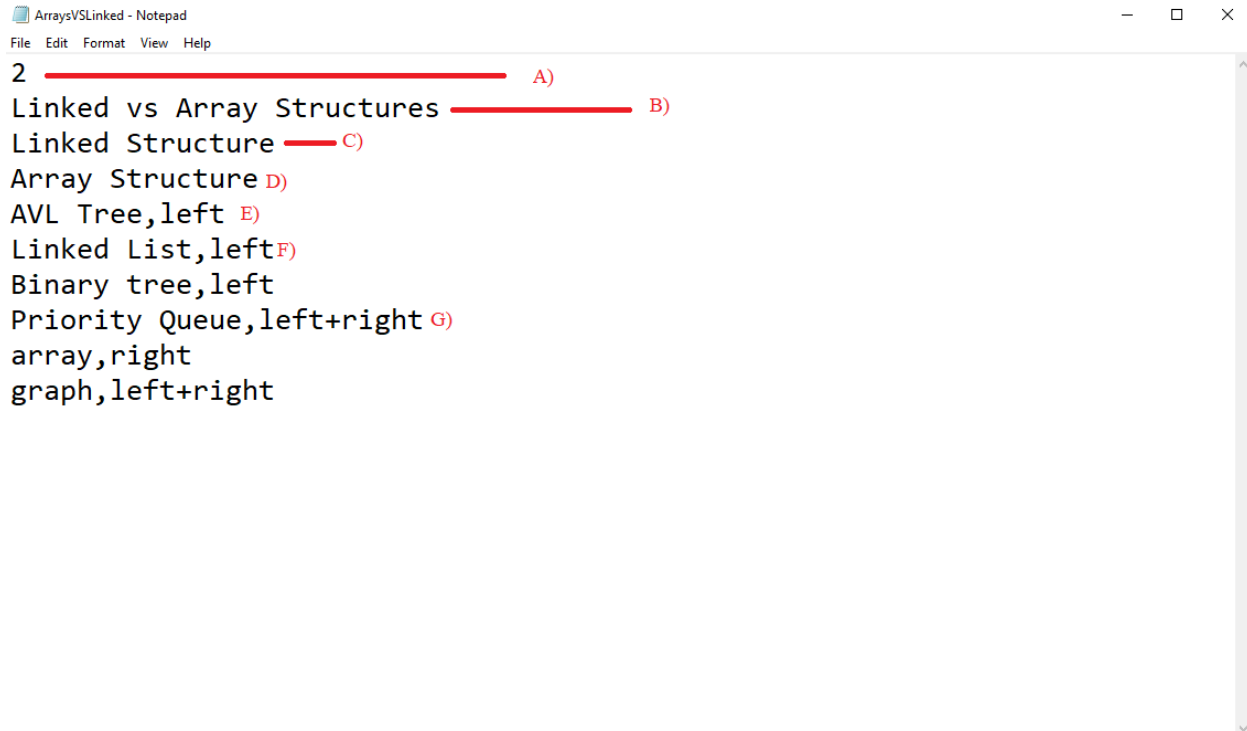 ArraysVSLinked - Notepad
File Edit Format View Help
2 A)
Linked vs Array Structures B)
Linked Structure C)
Array Structure D)
AVL Tree,left E)
Linked List,left F)
Binary tree,left
Priority Queue,left+right G)
array,right
graph,left+right